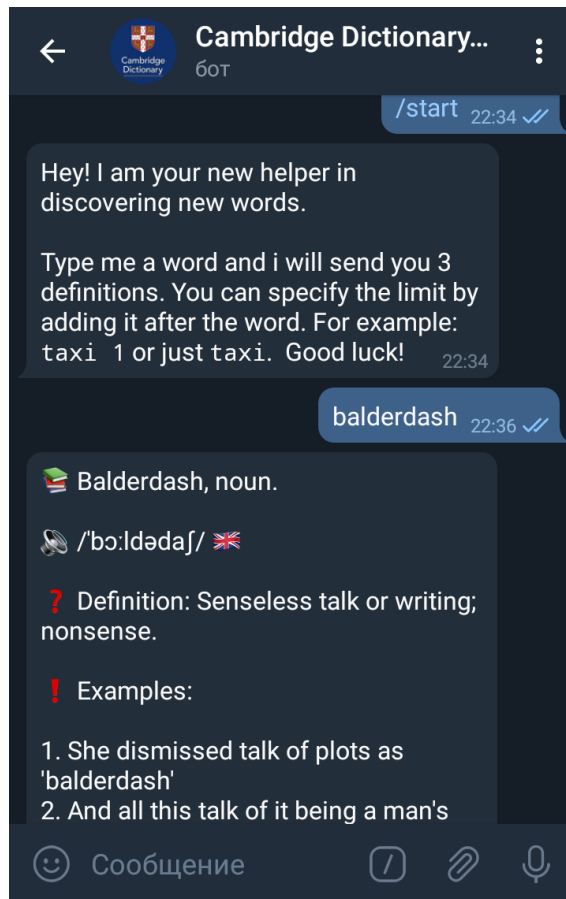 Cambridge Dictionary...
Cambridge
Dictionary
бот
/start 22:34
Hey! I am your new helper in
discovering new words.
Type me a word and i will send you 3
definitions. You can specify the limit by
adding it after the word. For example:
taxi 1 or just taxi. Good luck! 22:34
balderdash 22:36
📚 Balderdash, noun.
🔊 /ˈbɔːldədaʃ/ 🇬🇧
❓ Definition: Senseless talk or writing;
nonsense.
❗ Examples:
1. She dismissed talk of plots as
'balderdash'
2. And all this talk of it being a man's
Сообщение